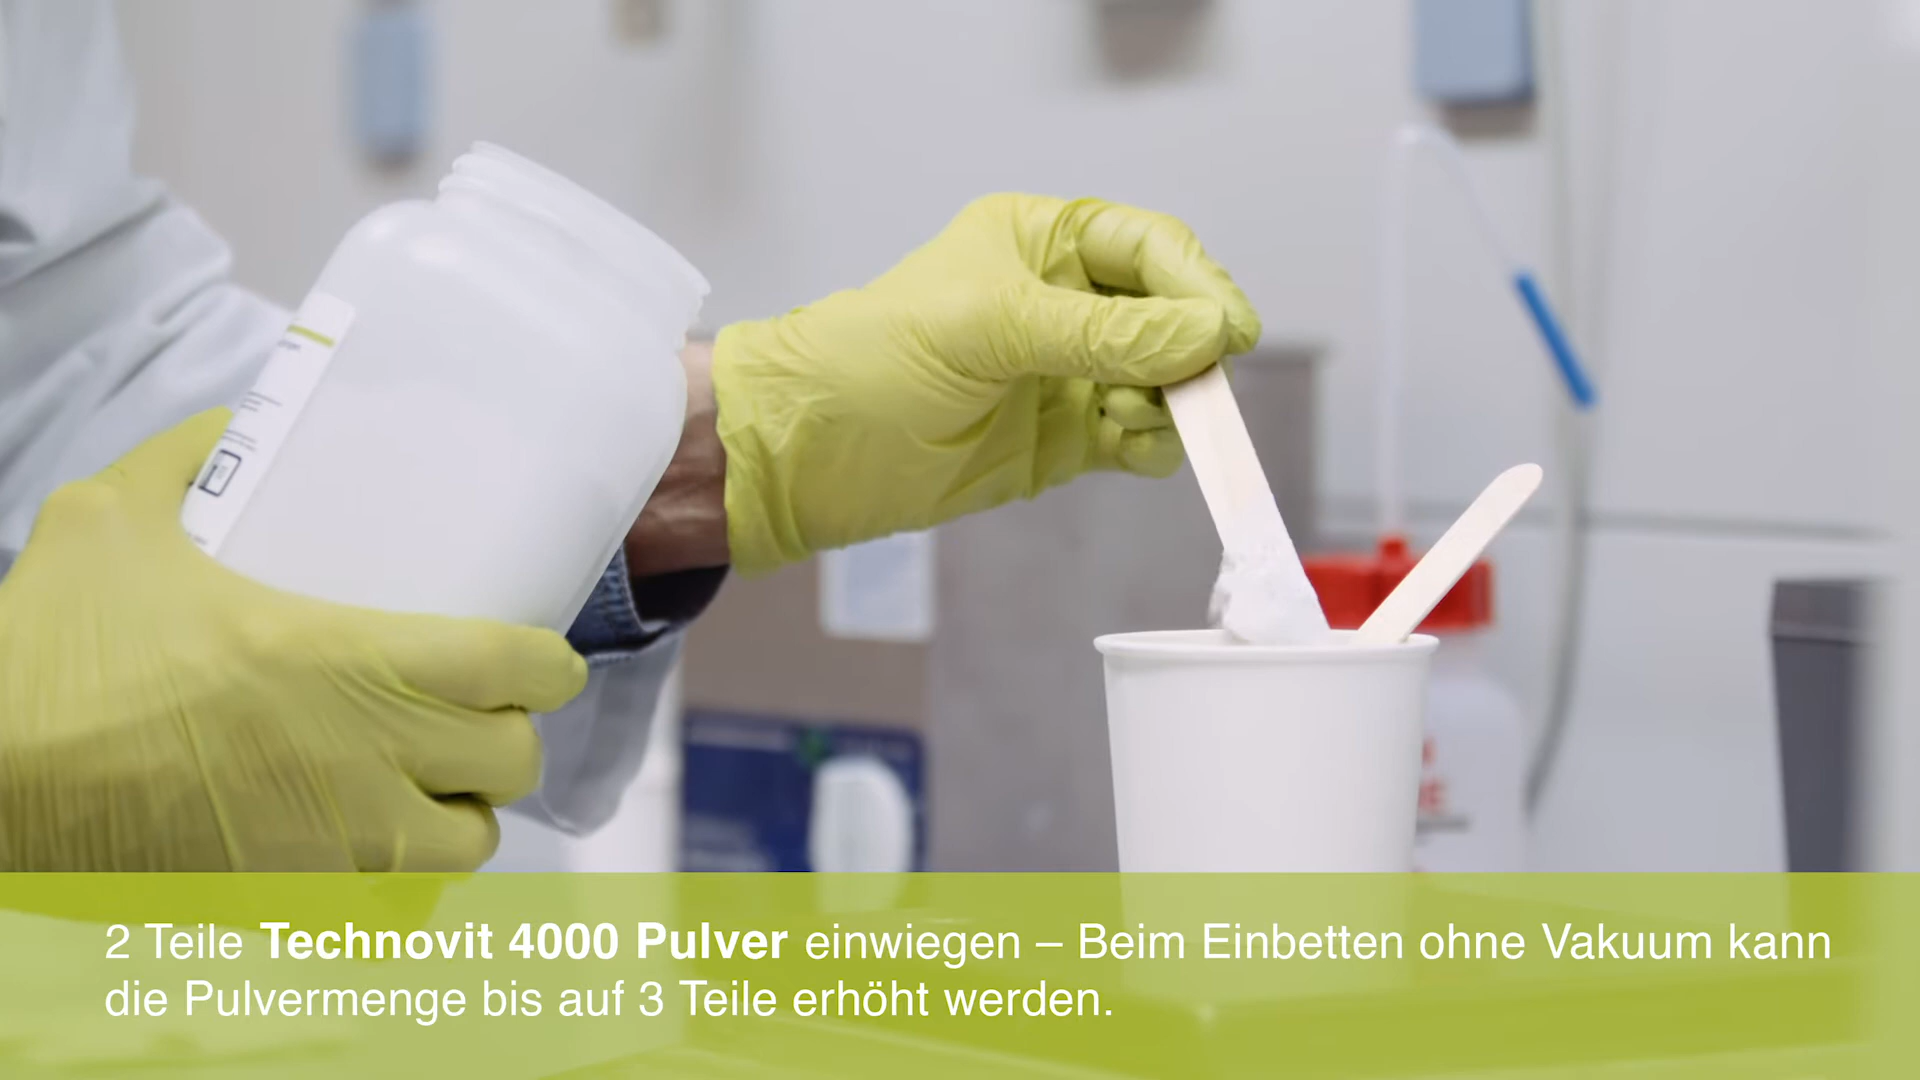 2 Teile Technovit 4000 Pulver einwiegen – Beim Einbetten ohne Vakuum kann
die Pulvermenge bis auf 3 Teile erhöht werden.